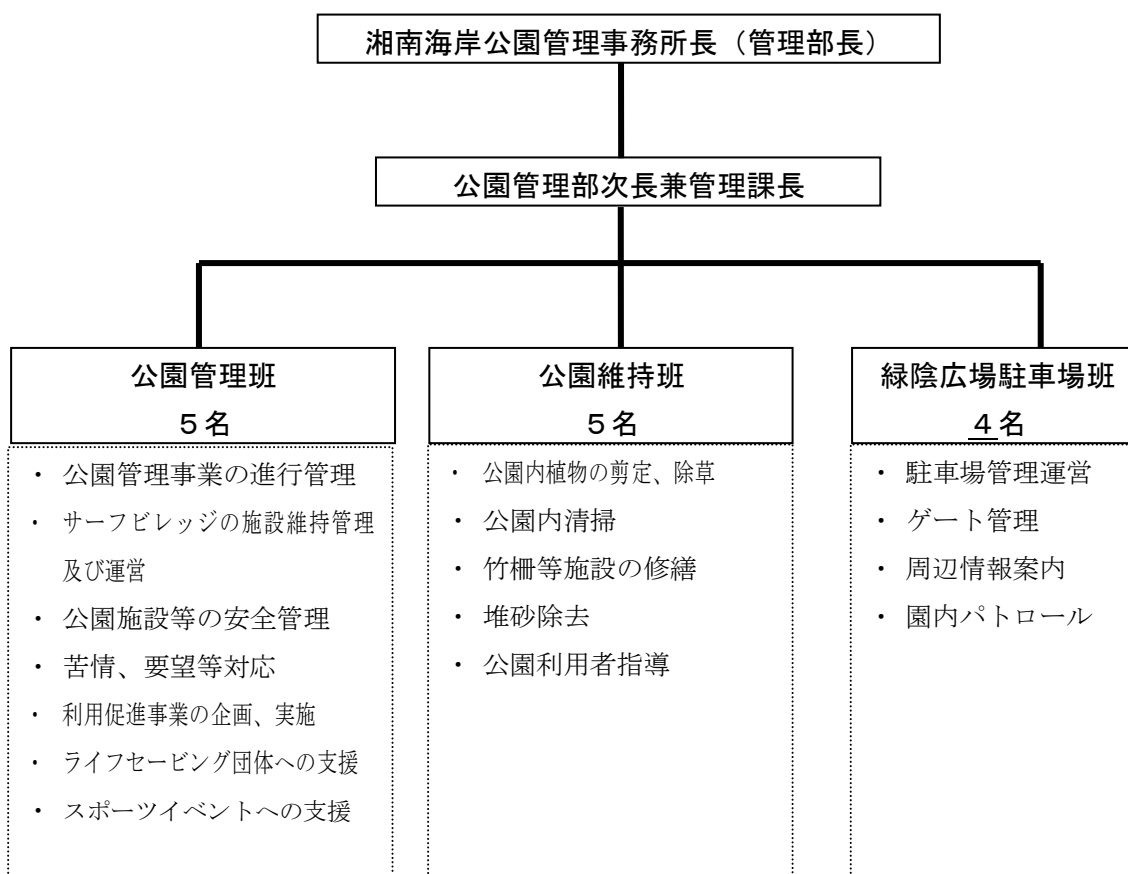 湘南海岸公園管理事務所長（管理部長）
公園管理部次長兼管理課長
公園管理班
５名
・ 公園管理事業の進行管理
・ サーフビレッジの施設維持管理
及び運営
・ 公園施設等の安全管理
・ 苦情、要望等対応
・ 利用促進事業の企画、実施
・ ライフセービング団体への支援
・ スポーツイベントへの支援
公園維持班
５名
・ 公園内植物の剪定、除草
・ 公園内清掃
・ 竹柵等施設の修繕
・ 堆砂除去
・ 公園利用者指導
緑陰広場駐車場班
４名
・ 駐車場管理運営
・ ゲート管理
・ 周辺情報案内
・ 園内パトロール